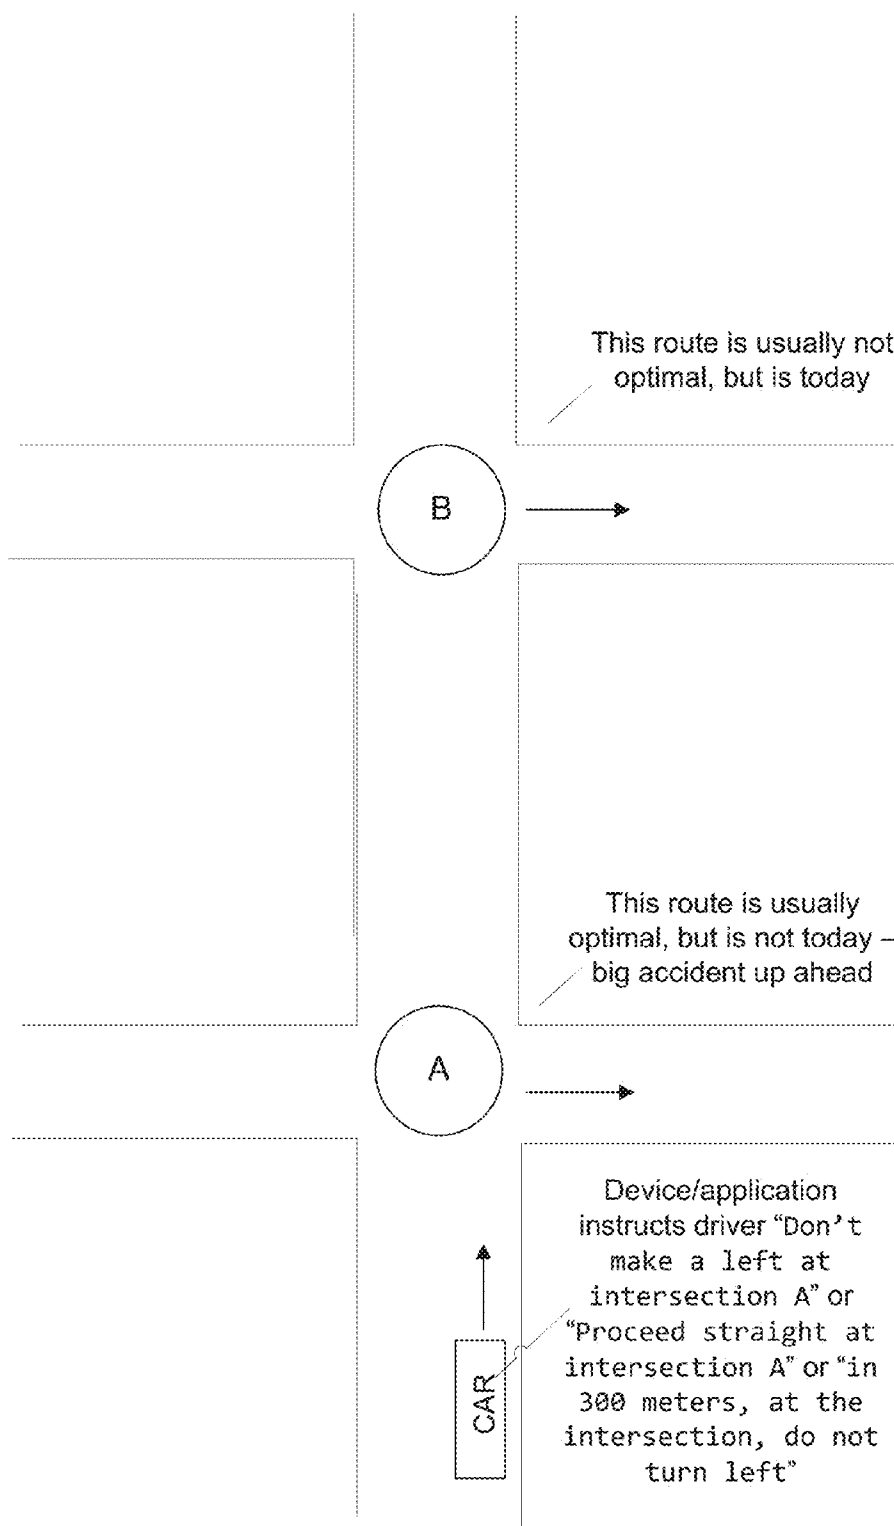 This route is usually not
optimal, but is today
B
This route is usually
optimal, but is not today –
big accident up ahead
A
Device/application
instructs driver “Don’t
make a left at
intersection A” or
“Proceed straight at
intersection A” or “in
300 meters, at the
intersection, do not
turn left”
CAR